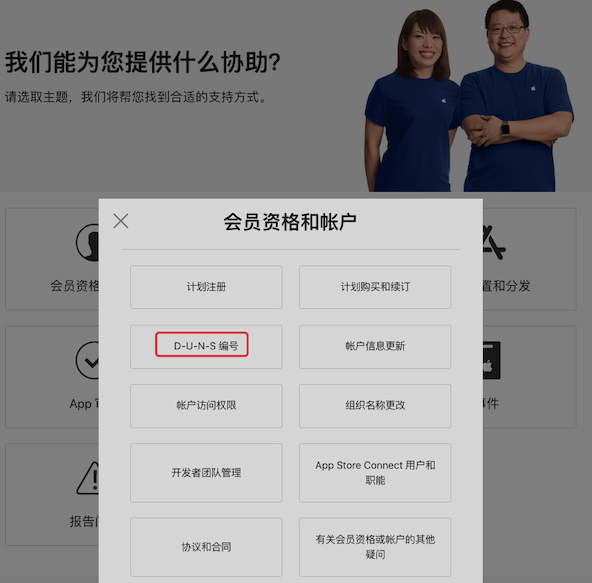 我们能为您提供什么协助?
请选取主题，我们将帮您找到合适的支持方式。
会员资格和帐户
会员资格
置和分发
计划注册
计划购买和续订
D-U-N-S 编号
帐户信息更新
App
事件
帐户访问权限
组织名称更改
开发者团队管理
App Store Connect 用户和
职能
报告
协议和合同
有关会员资格或帐户的其他
疑问